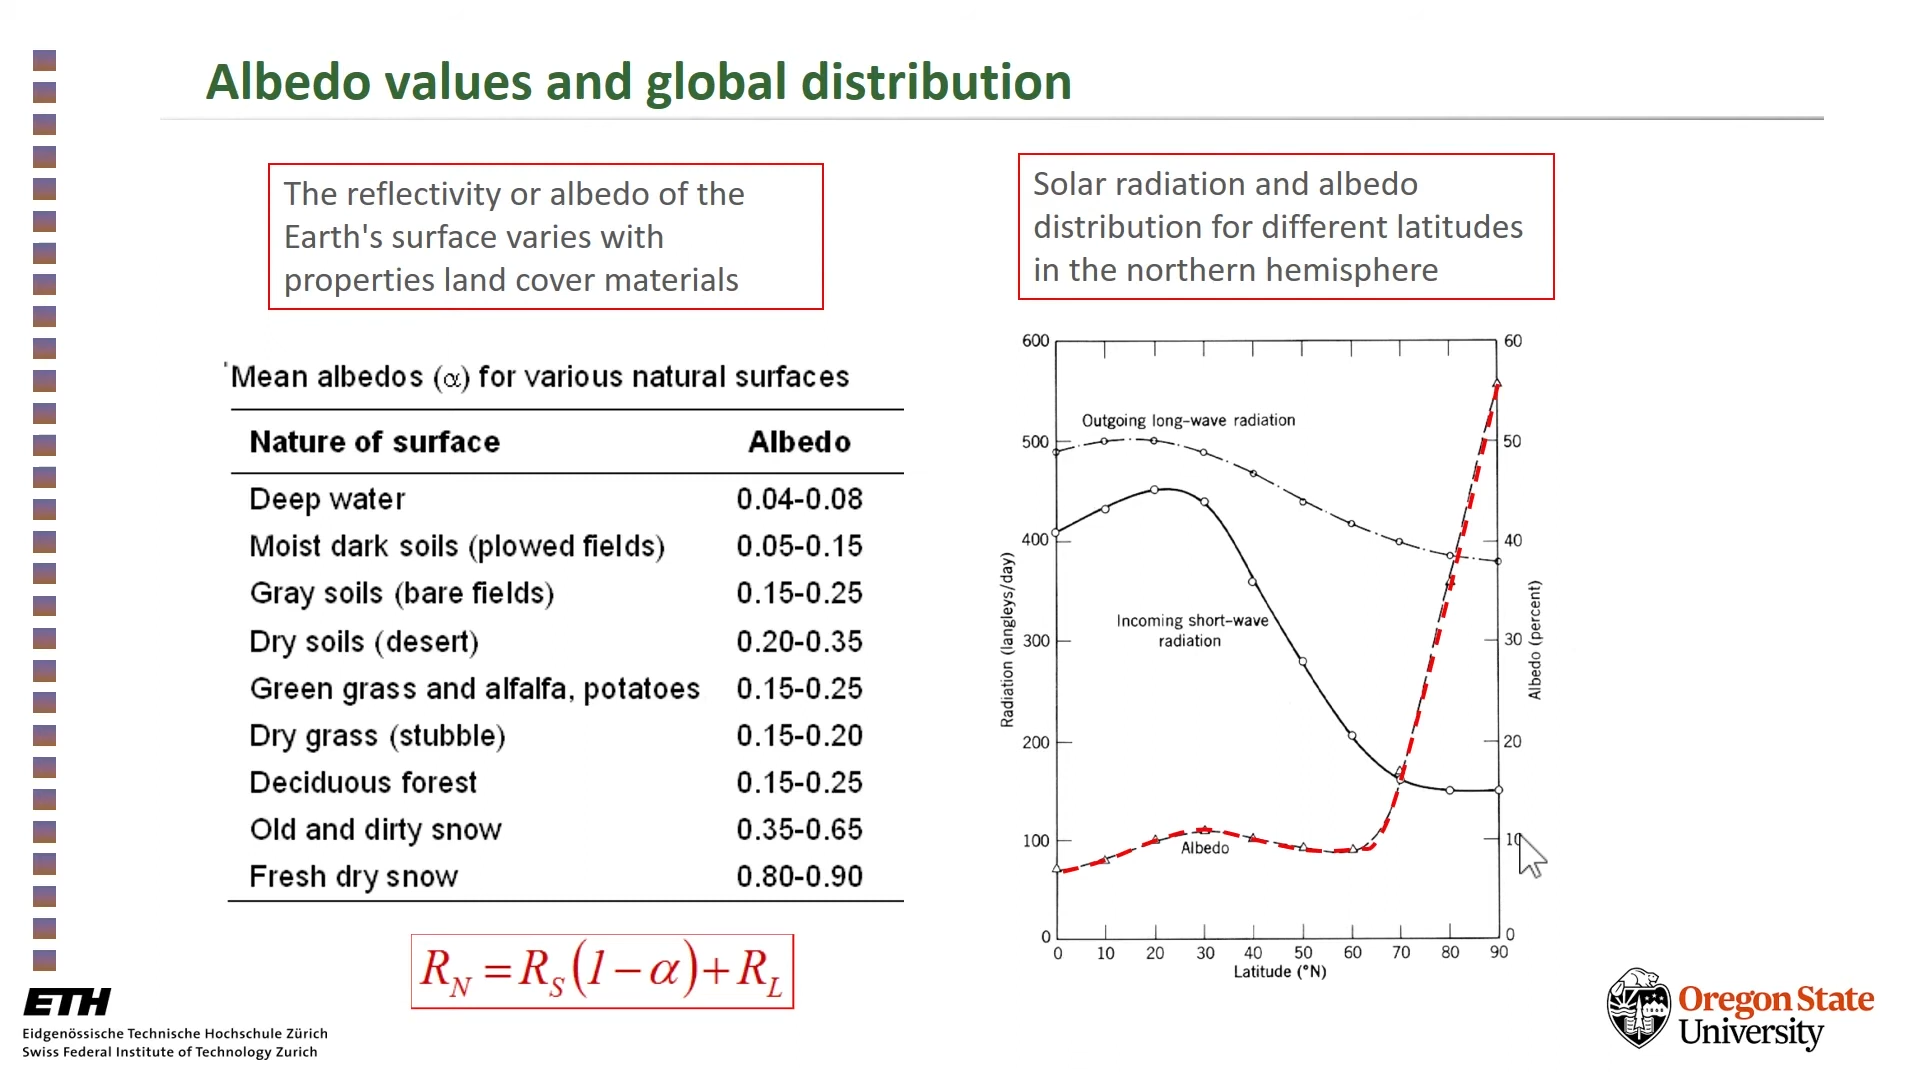 Albedo values and global distribution
The reflectivity or albedo of the
Earth's surface varies with
properties land cover materials
Solar radiation and albedo
distribution for different latitudes
in the northern hemisphere
Mean albedos (α) for various natural surfaces
Nature of surface Albedo
Deep water 0.04-0.08
Moist dark soils (plowed fields) 0.05-0.15
Gray soils (bare fields) 0.15-0.25
Dry soils (desert) 0.20-0.35
Green grass and alfalfa, potatoes 0.15-0.25
Dry grass (stubble) 0.15-0.20
Deciduous forest 0.15-0.25
Old and dirty snow 0.35-0.65
Fresh dry snow 0.80-0.90
R_N = R_S (1 – α) + R_L
600
500
400
300
200
100
0
Radiation (langleys/day)
Outgoing long-wave radiation
Incoming short-wave
radiation
Albedo
60
50
40
30
20
10
0
Albedo (percent)
0 10 20 30 40 50 60 70 80 90
Latitude (°N)
ETH
Eidgenössische Technische Hochschule Zürich
Swiss Federal Institute of Technology Zurich
1868
Oregon State
University